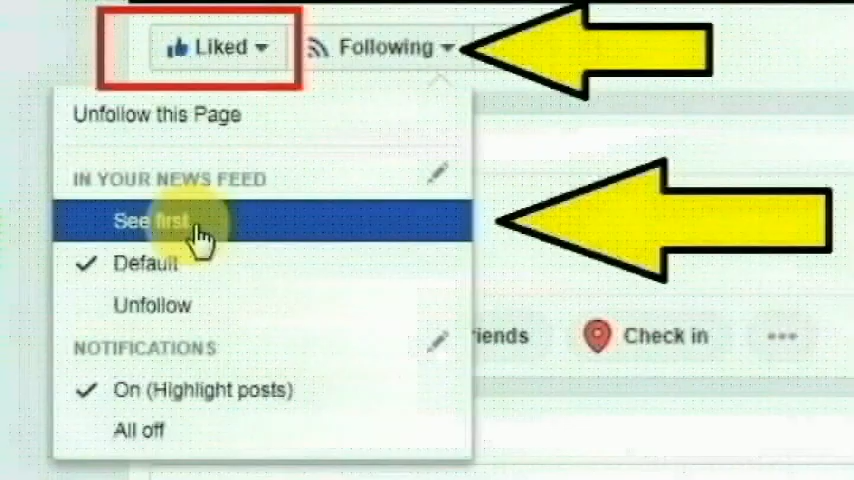 Liked Following
Unfollow this Page
IN YOUR NEWS FEED
See first
Default
Unfollow
NOTIFICATIONS
riends Check in
On (Highlight posts)
All off